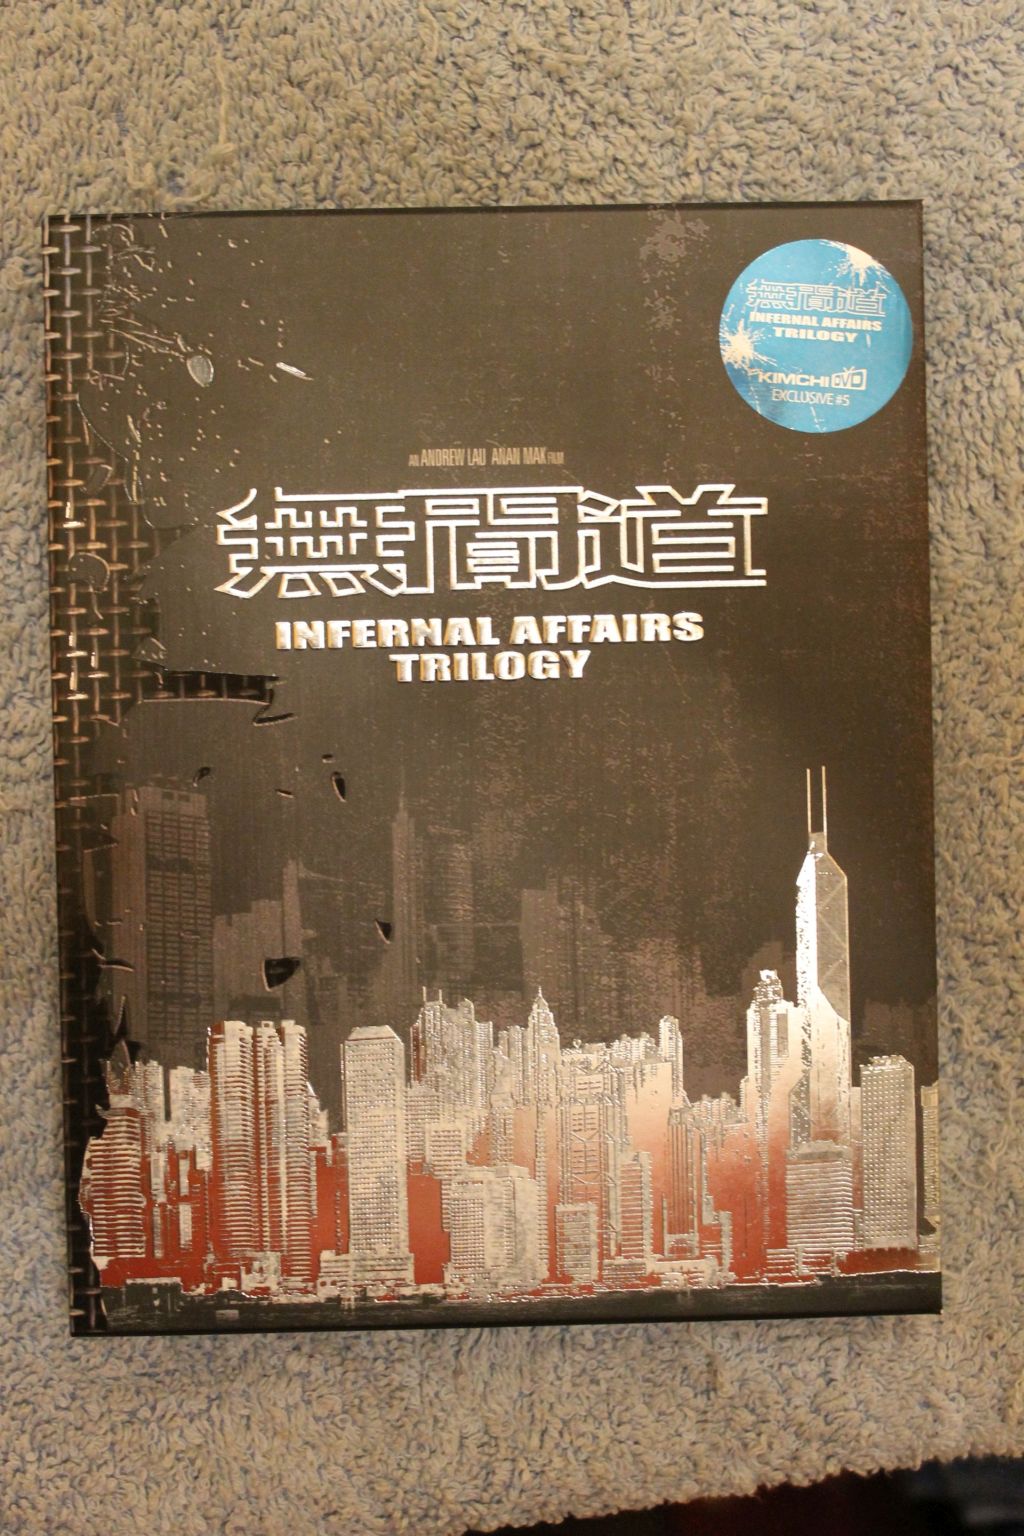 無間道
INFERNAL AFFAIRS
TRILOGY
KIMCHI DVD
EXCLUSIVE #5
AN ANDREW LAU ALAN MAK FILM
無間道
INFERNAL AFFAIRS
TRILOGY